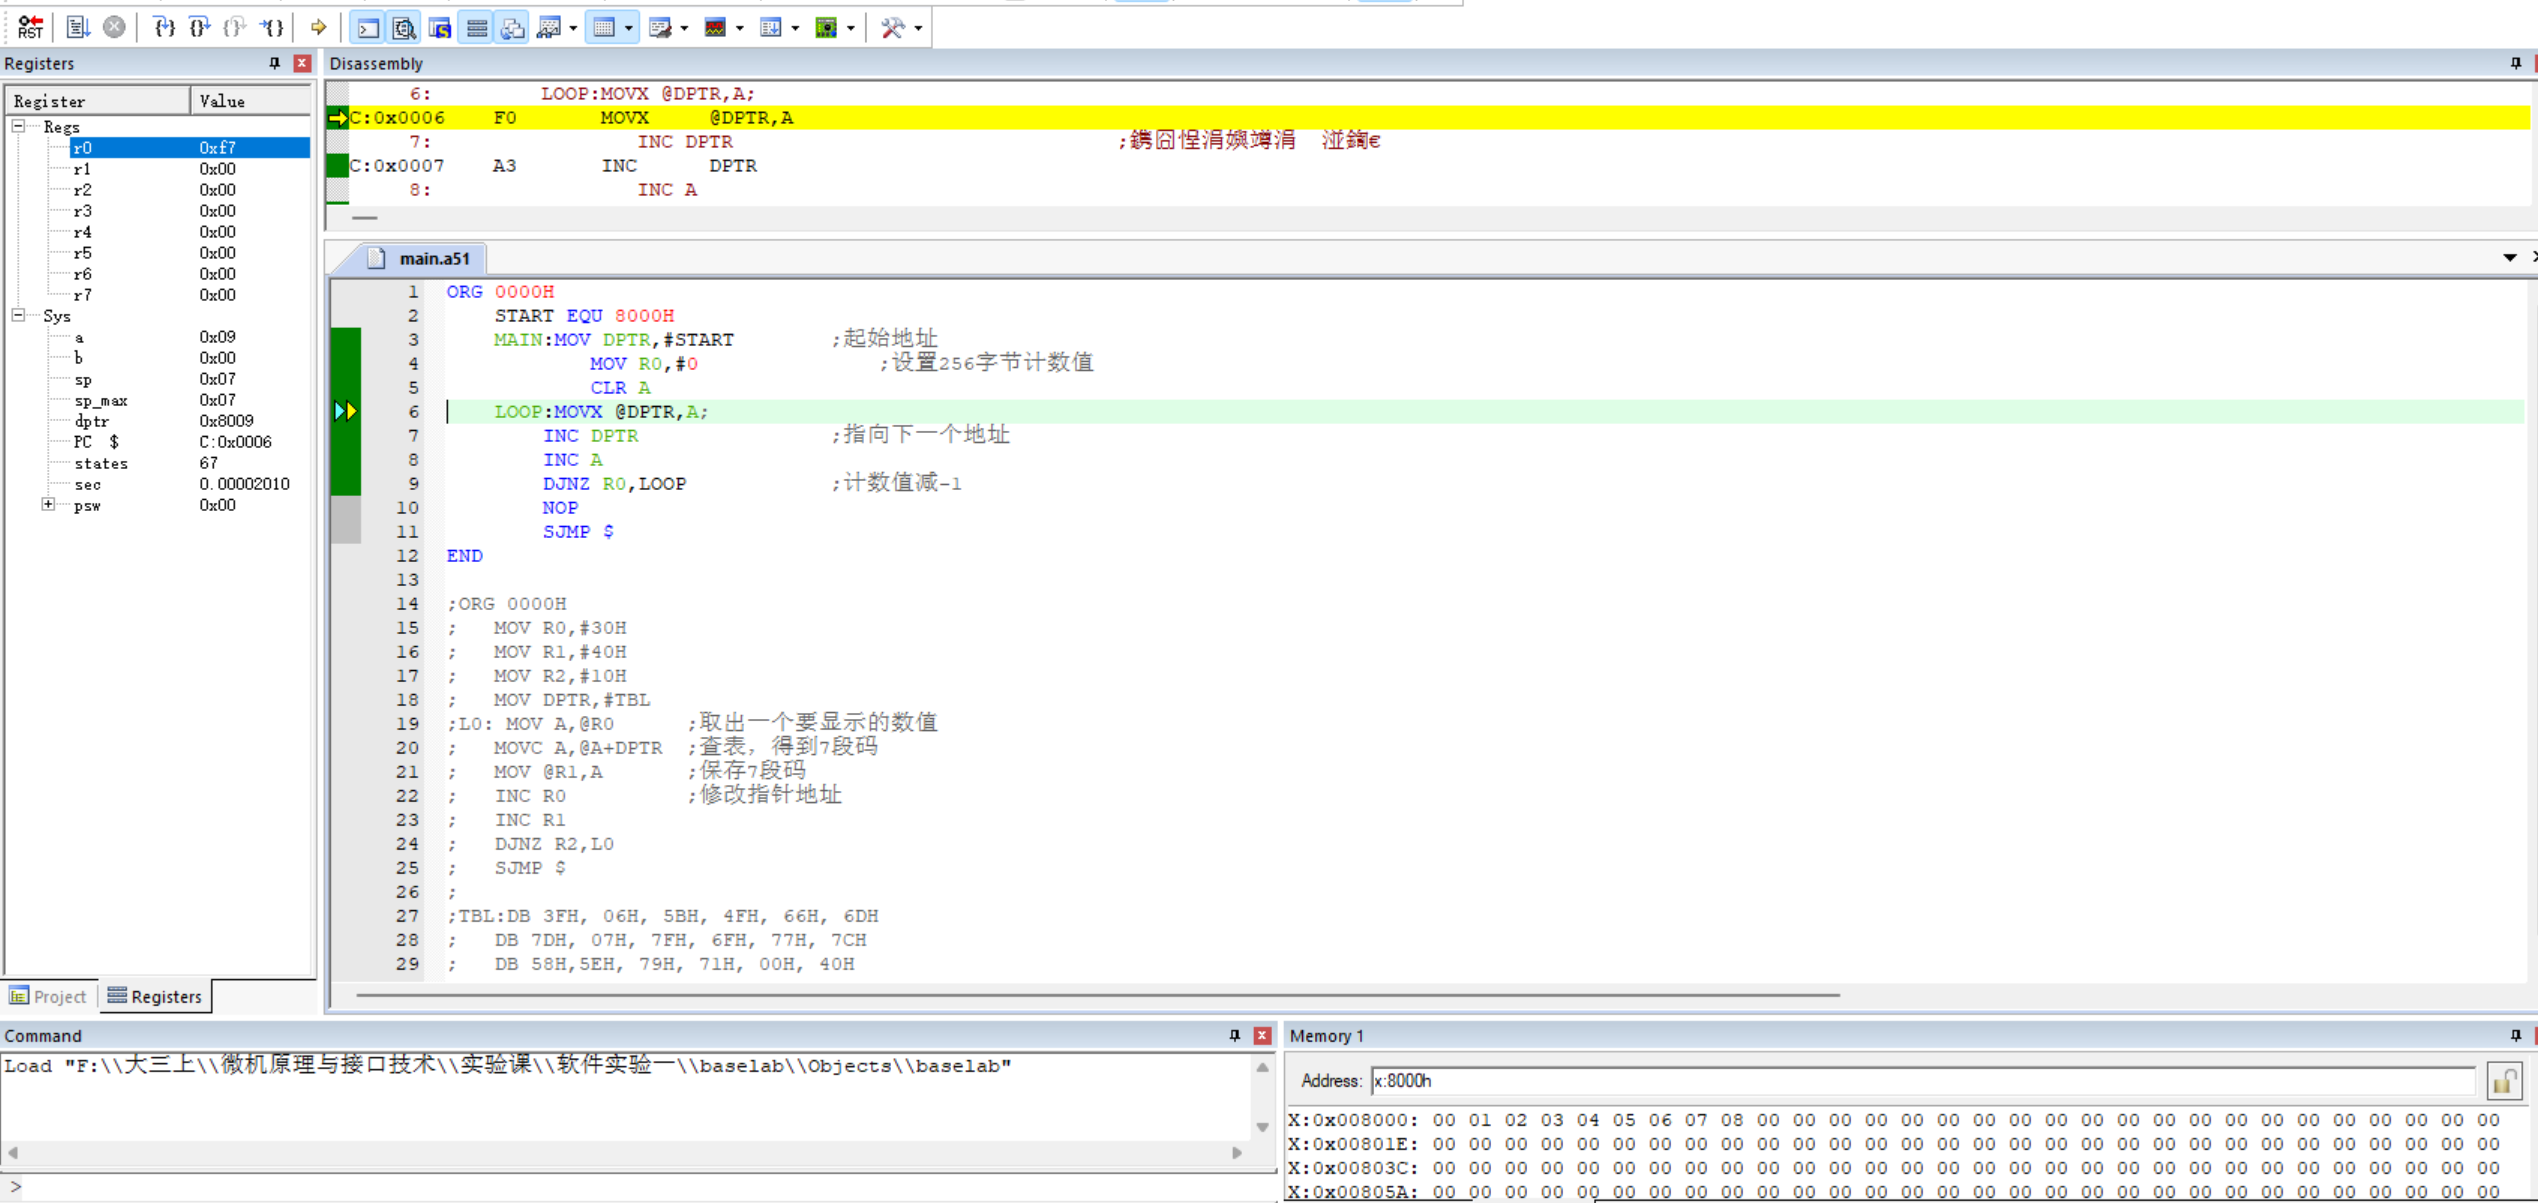 RST
Registers
Register Value
Regs
r0 0xf7
r1 0x00
r2 0x00
r3 0x00
r4 0x00
r5 0x00
r6 0x00
r7 0x00
Sys
a 0x09
b 0x00
sp 0x07
sp_max 0x07
dptr 0x8009
PC $ C:0x0006
states 67
sec 0.00002010
psw 0x00
Project Registers
Disassembly
6: LOOP:MOVX @DPTR,A;
C:0x0006 F0 MOVX @DPTR,A
7: INC DPTR
C:0x0007 A3 INC DPTR
8: INC A
main.a51
1 ORG 0000H
2 START EQU 8000H
3 MAIN:MOV DPTR,#START ;起始地址
4 MOV R0,#0 ;设置256字节计数值
5 CLR A
6 LOOP:MOVX @DPTR,A;
7 INC DPTR ;指向下一个地址
8 INC A
9 DJNZ R0,LOOP ;计数值减-1
10 NOP
11 SJMP $
12 END
13
14 ;ORG 0000H
15 ; MOV R0,#30H
16 ; MOV R1,#40H
17 ; MOV R2,#10H
18 ; MOV DPTR,#TBL
19 ;L0: MOV A,@R0 ;取出一个要显示的数值
20 ; MOVC A,@A+DPTR ;查表，得到7段码
21 ; MOV @R1,A ;保存7段码
22 ; INC R0 ;修改指针地址
23 ; INC R1
24 ; DJNZ R2,L0
25 ; SJMP $
26 ;
27 ;TBL:DB 3FH, 06H, 5BH, 4FH, 66H, 6DH
28 ; DB 7DH, 07H, 7FH, 6FH, 77H, 7CH
29 ; DB 58H,5EH, 79H, 71H, 00H, 40H
Command
Load "F:\\大三上\\微机原理与接口技术\\实验课\\软件实验一\\baselab\\Objects\\baselab"
>
Memory 1
Address: x:8000h
X:0x008000: 00 01 02 03 04 05 06 07 08 00 00 00 00 00 00 00 00 00 00 00 00 00 00 00 00 00 00 00 00 00
X:0x00801E: 00 00 00 00 00 00 00 00 00 00 00 00 00 00 00 00 00 00 00 00 00 00 00 00 00 00 00 00 00 00
X:0x00803C: 00 00 00 00 00 00 00 00 00 00 00 00 00 00 00 00 00 00 00 00 00 00 00 00 00 00 00 00 00 00
X:0x00805A: 00 00 00 00 00 00 00 00 00 00 00 00 00 00 00 00 00 00 00 00 00 00 00 00 00 00 00 00 00 00